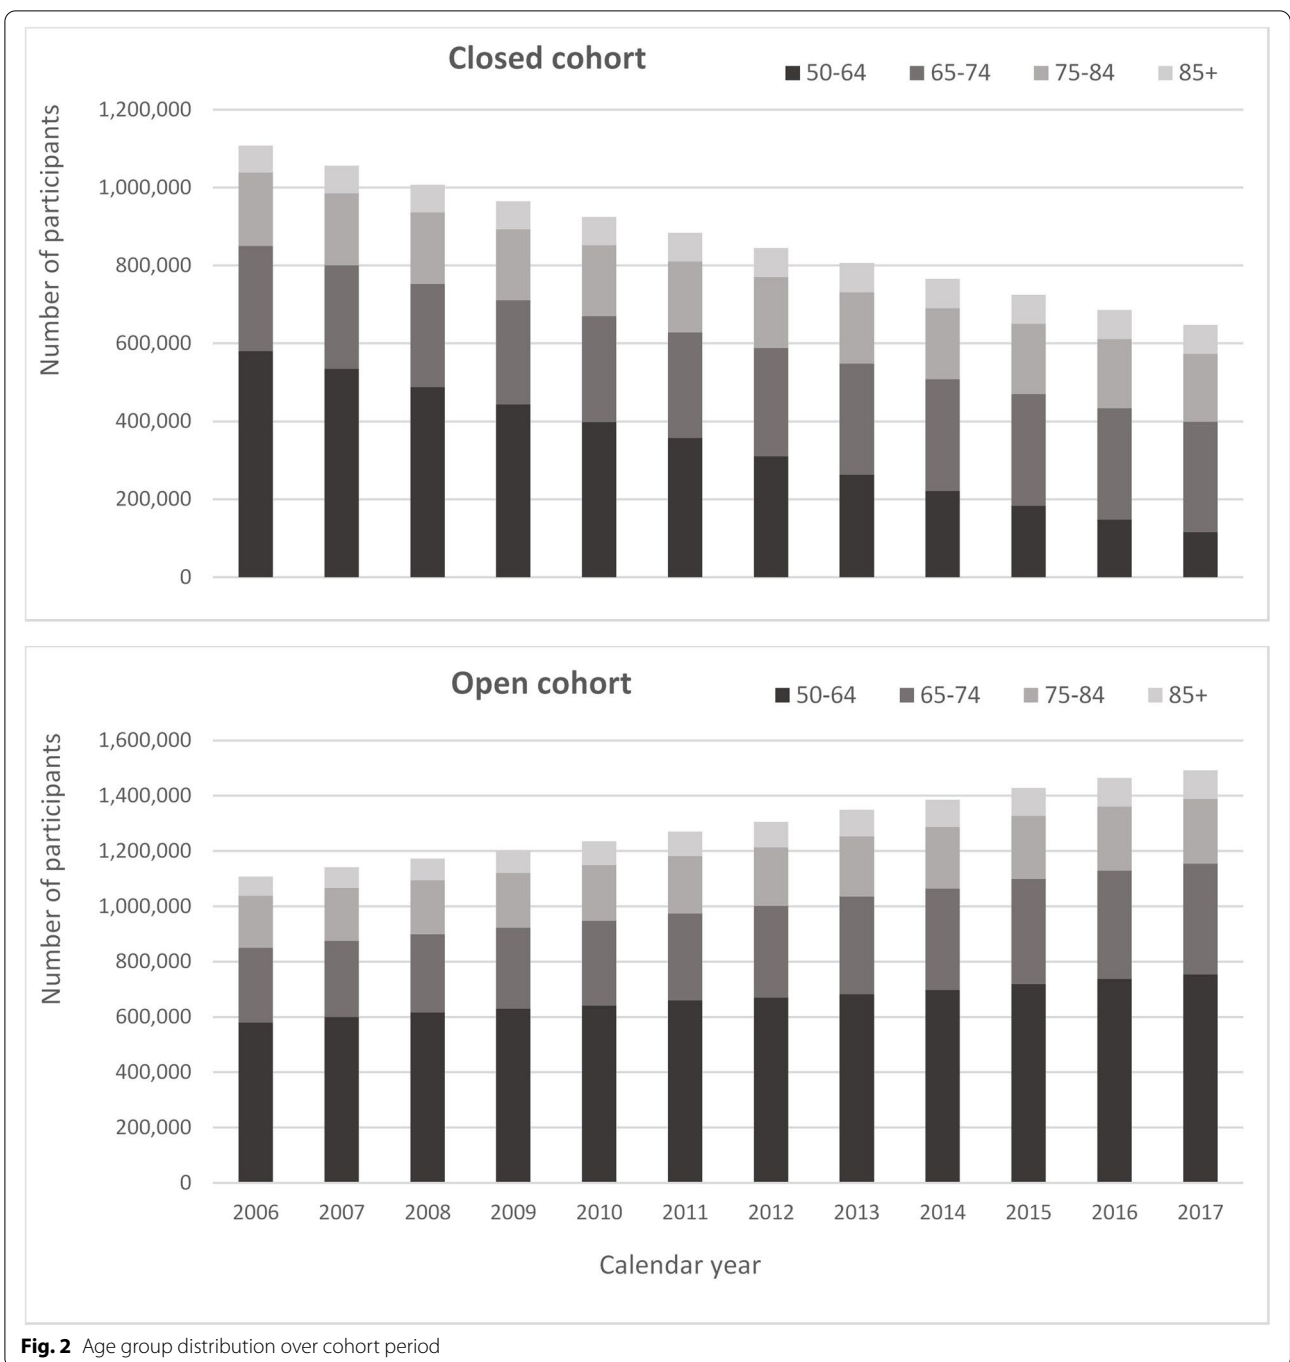 Closed cohort
50-64 65-74 75-84 85+
Number of participants
1,200,000
1,000,000
800,000
600,000
400,000
200,000
0
Open cohort
50-64 65-74 75-84 85+
Number of participants
1,600,000
1,400,000
1,200,000
1,000,000
800,000
600,000
400,000
200,000
0
2006 2007 2008 2009 2010 2011 2012 2013 2014 2015 2016 2017
Calendar year
Fig. 2 Age group distribution over cohort period